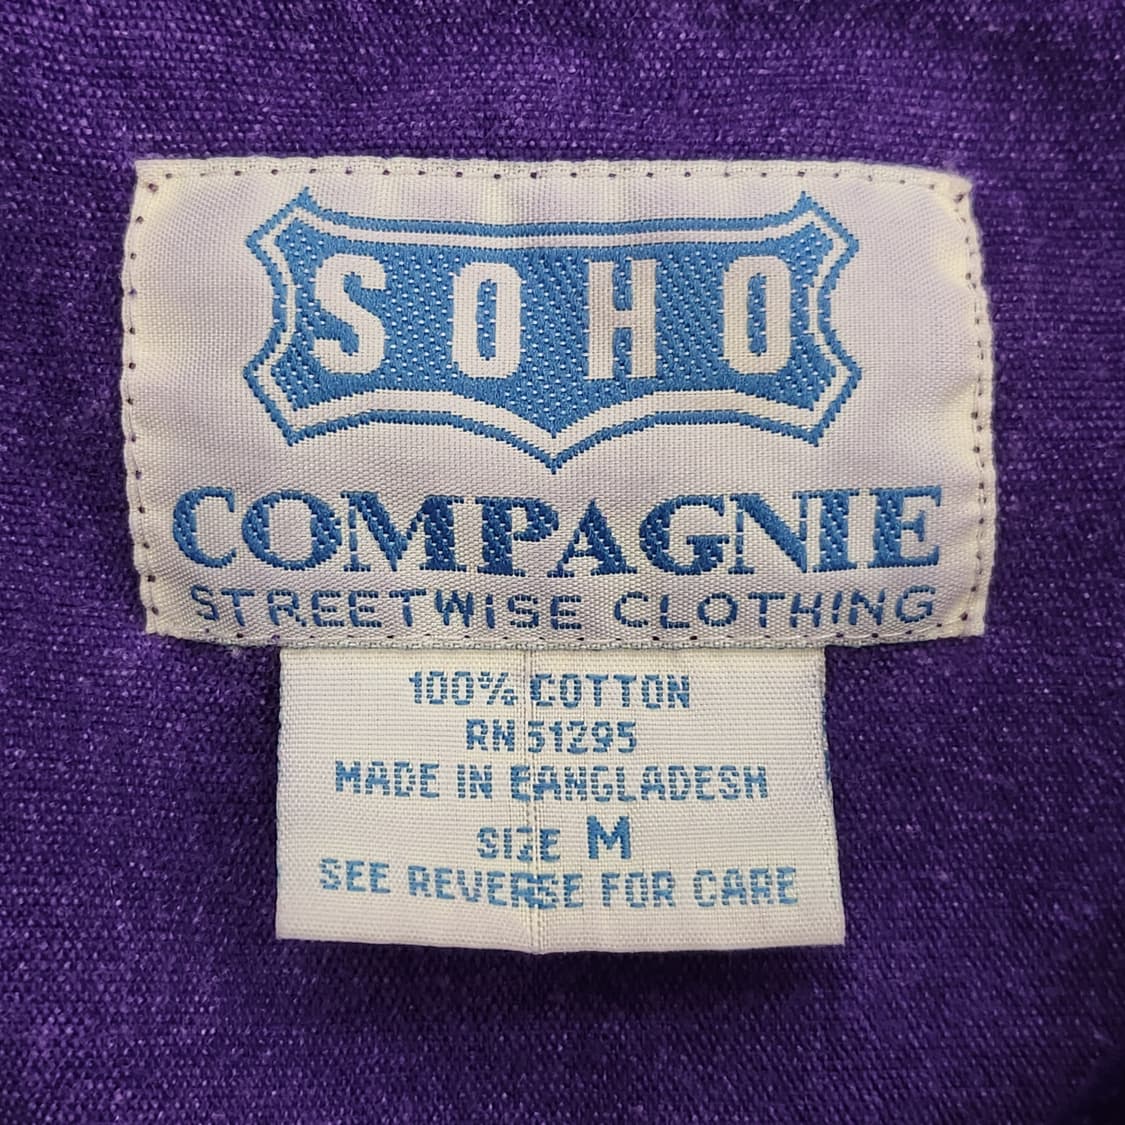 SOHO
COMPAGNIE
STREETWISE CLOTHING
100% COTTON
RN 51295
MADE IN BANGLADESH
SIZE M
SEE REVERSE FOR CARE